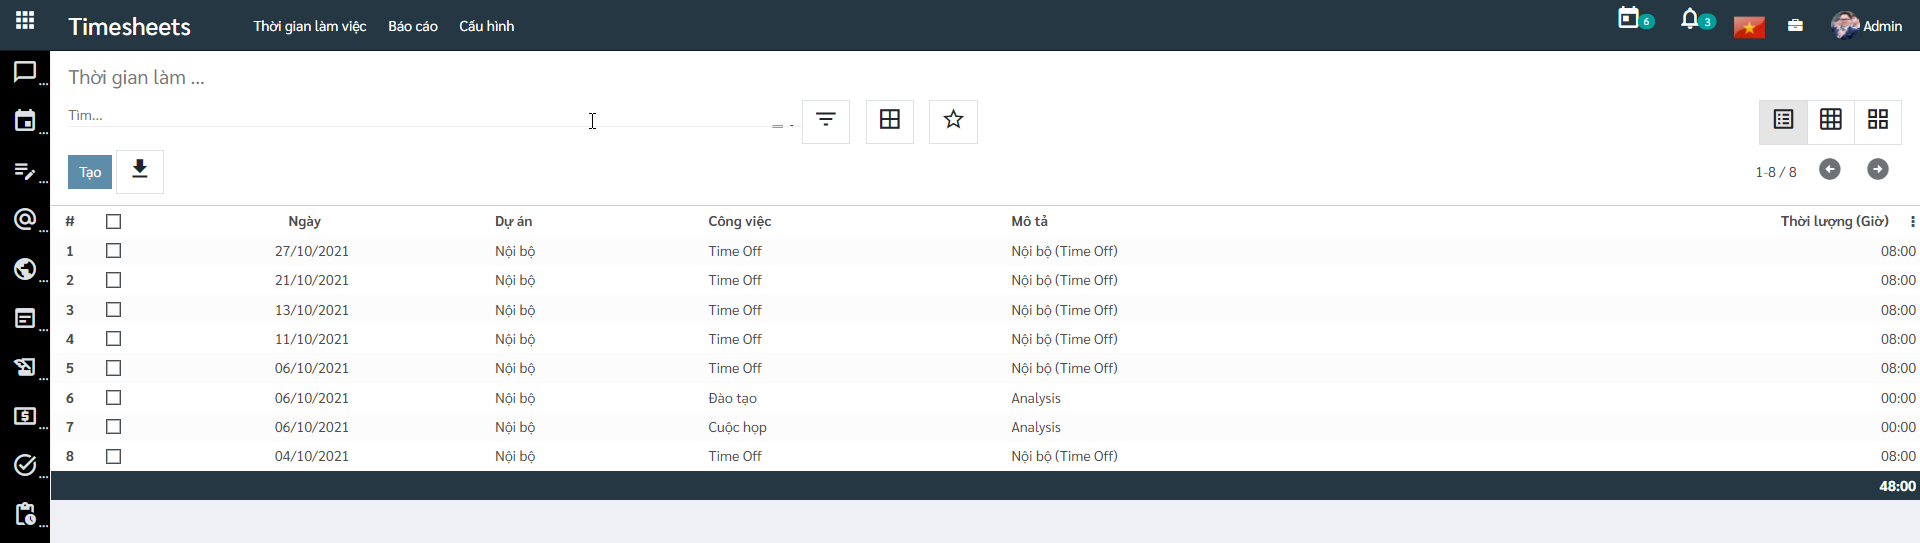 Timesheets Thời gian làm việc Báo cáo Cấu hình 6 3 Admin
Thời gian làm ...
Tìm...
Tạo 1-8 / 8
# Ngày Dự án Công việc Mô tả Thời lượng (Giờ)
1 27/10/2021 Nội bộ Time Off Nội bộ (Time Off) 08:00
2 21/10/2021 Nội bộ Time Off Nội bộ (Time Off) 08:00
3 13/10/2021 Nội bộ Time Off Nội bộ (Time Off) 08:00
4 11/10/2021 Nội bộ Time Off Nội bộ (Time Off) 08:00
5 06/10/2021 Nội bộ Time Off Nội bộ (Time Off) 08:00
6 06/10/2021 Nội bộ Đào tạo Analysis 00:00
7 06/10/2021 Nội bộ Cuộc họp Analysis 00:00
8 04/10/2021 Nội bộ Time Off Nội bộ (Time Off) 08:00
48:00